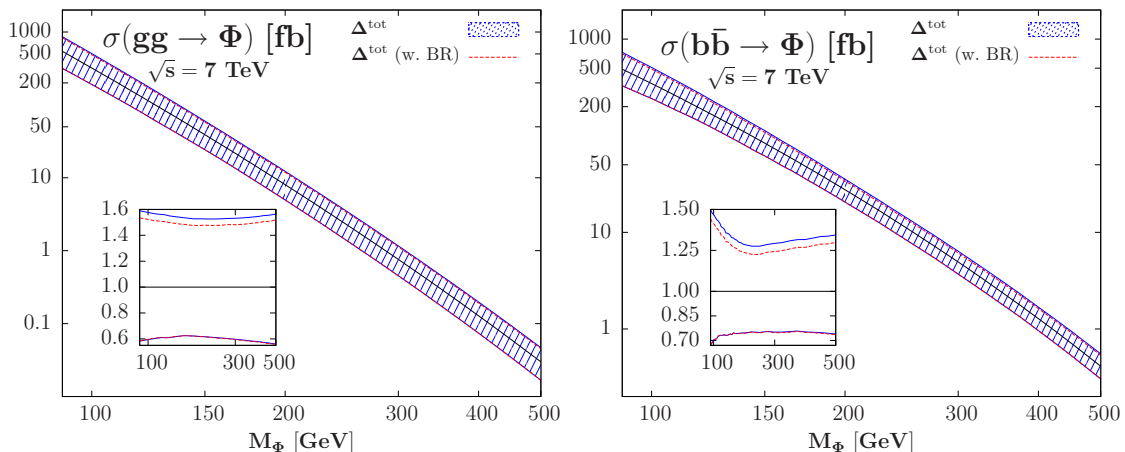 σ(gg → Φ) [fb]
√s = 7 TeV
Δ^tot
Δ^tot (w. BR)
1000
500
200
50
10
1
0.1
1.6
1.4
1.2
1.0
0.8
0.6
100 300 500
100 150 200 300 400 500
M_Φ [GeV]
σ(bb̄ → Φ) [fb]
√s = 7 TeV
Δ^tot
Δ^tot (w. BR)
1000
500
200
50
10
1
1.50
1.25
1.00
0.85
0.70
100 300 500
100 150 200 300 400 500
M_Φ [GeV]